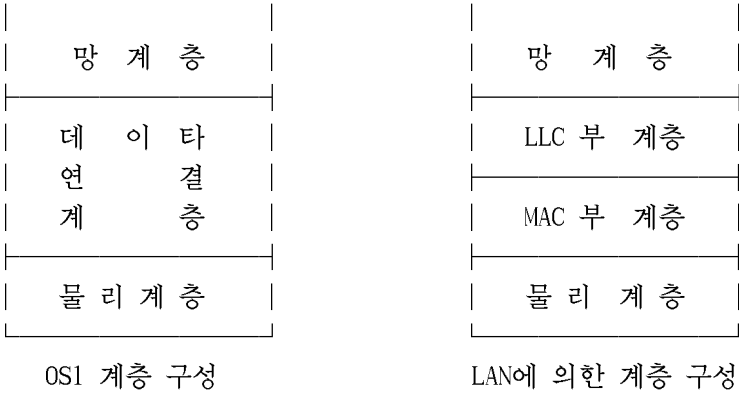 망 계 층
데 이 타
연 결
계 층
물 리 계 층
OS1 계층 구성
망 계 층
LLC 부 계층
MAC 부 계층
물 리 계 층
LAN에 의한 계층 구성